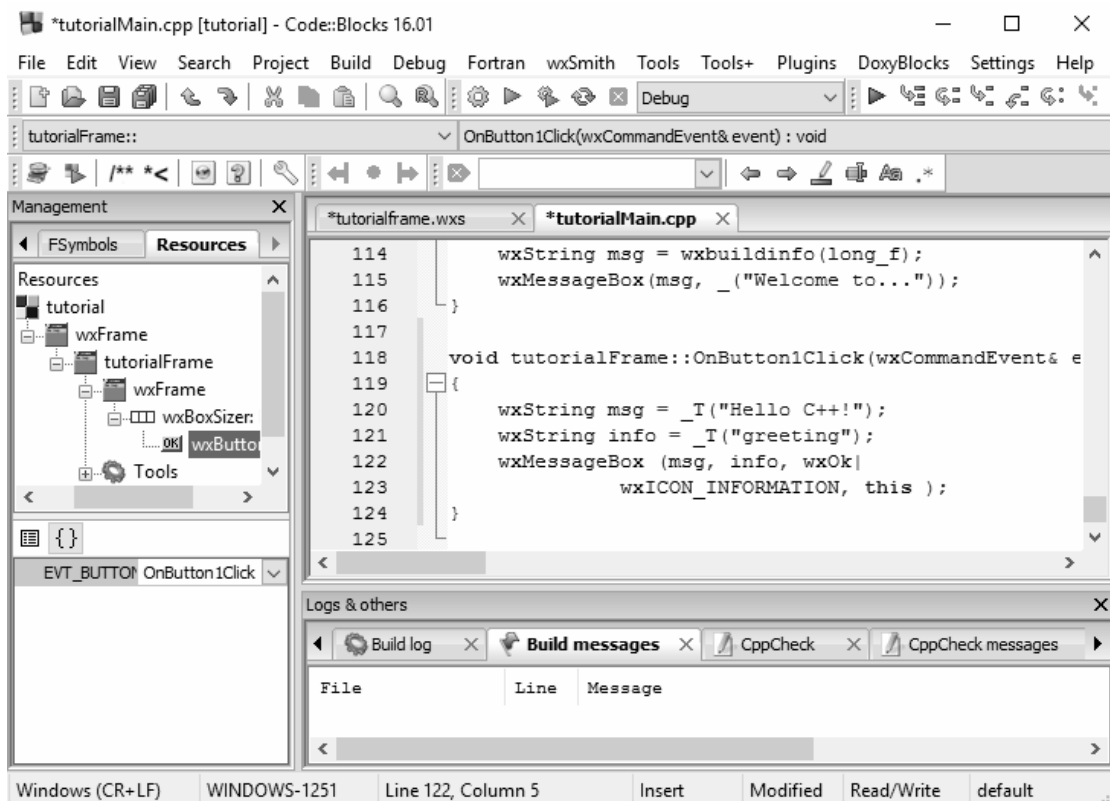 *tutorialMain.cpp [tutorial] - Code::Blocks 16.01
File Edit View Search Project Build Debug Fortran wxSmith Tools Tools+ Plugins DoxyBlocks Settings Help
Debug
tutorialFrame:: OnButton1Click(wxCommandEvent& event) : void
/** *< Aa .*
Management
FSymbols Resources
Resources
tutorial
wxFrame
tutorialFrame
wxFrame
wxBoxSizer:
OK wxButto
Tools
{}
EVT_BUTTON OnButton1Click
*tutorialframe.wxs *tutorialMain.cpp
114 wxString msg = wxbuildinfo(long_f);
115 wxMessageBox(msg, _("Welcome to..."));
116 }
117
118 void tutorialFrame::OnButton1Click(wxCommandEvent& e
119 {
120 wxString msg = _T("Hello C++!");
121 wxString info = _T("greeting");
122 wxMessageBox (msg, info, wxOk|
123 wxICON_INFORMATION, this );
124 }
125
Logs & others
Build log Build messages CppCheck CppCheck messages
File Line Message
Windows (CR+LF) WINDOWS-1251 Line 122, Column 5 Insert Modified Read/Write default